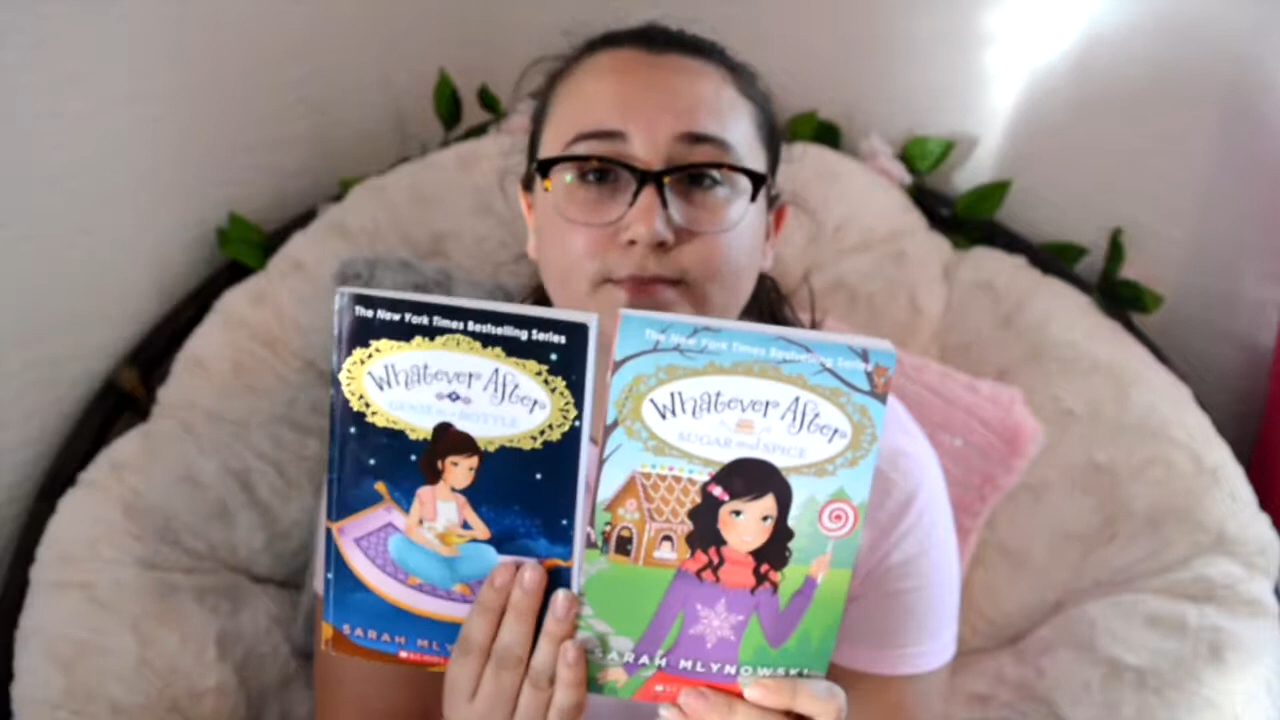 The New York Times Bestselling Series
Whatever After
GENIE in a BOTTLE
SARAH MLY
The New York Times Bestselling Series
Whatever After
SUGAR and SPICE
SARAH MLYNOWSKI